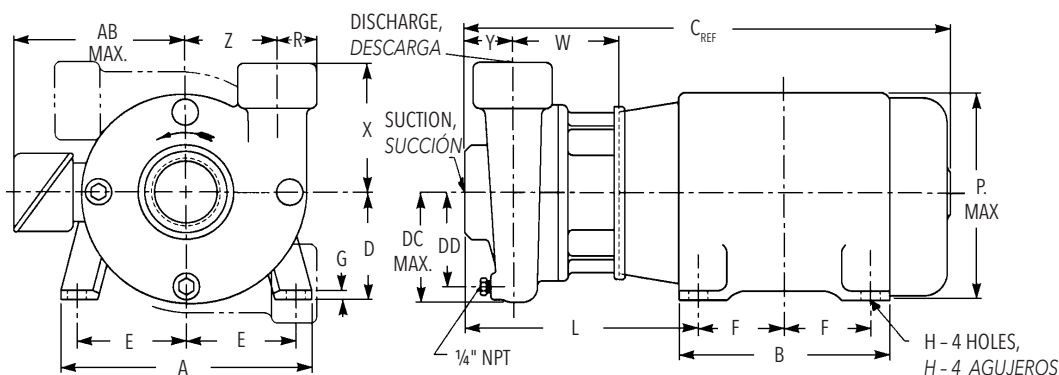 AB
MAX.
Z
R
DISCHARGE,
DESCARGA
Y
W
C REF
X
SUCTION,
SUCCIÓN
P.
MAX
D
G
DC
MAX.
DD
E
E
A
¼" NPT
L
F
F
B
H - 4 HOLES,
H - 4 AGUJEROS